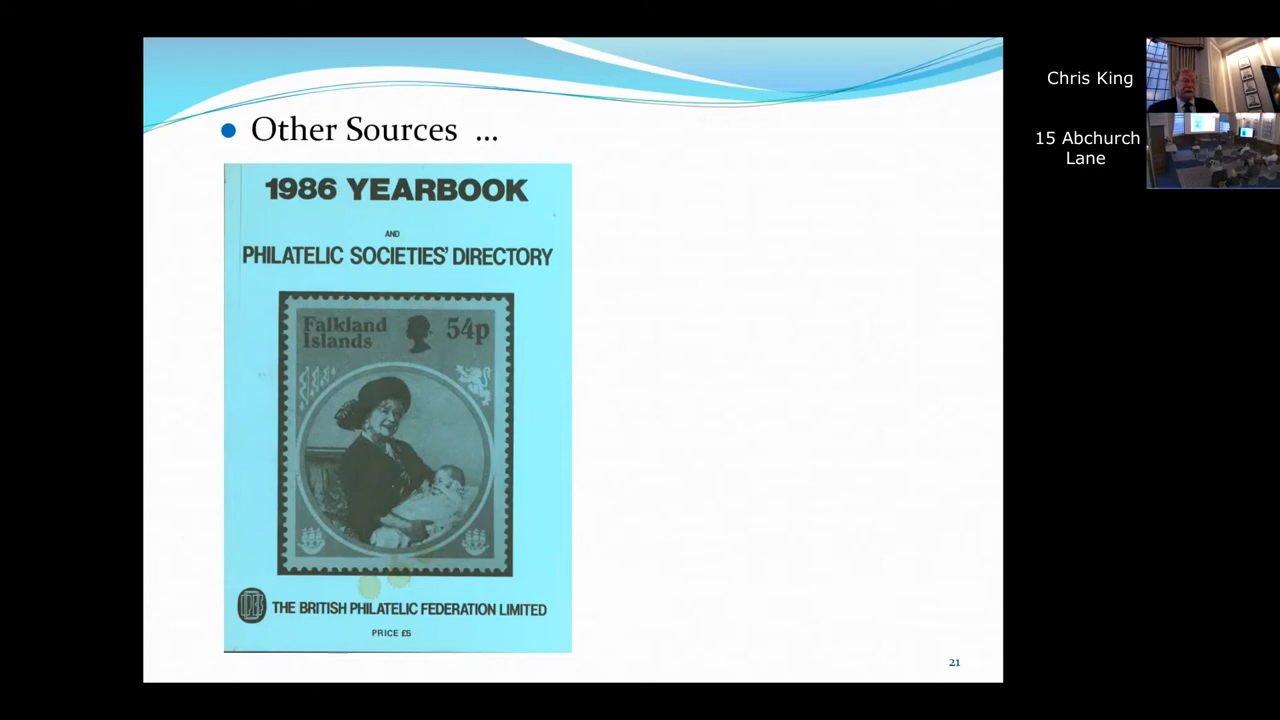 Other Sources ...
1986 YEARBOOK
AND
PHILATELIC SOCIETIES' DIRECTORY
Falkland
Islands
54p
THE BRITISH PHILATELIC FEDERATION LIMITED
PRICE £5
21
Chris King
15 Abchurch
Lane